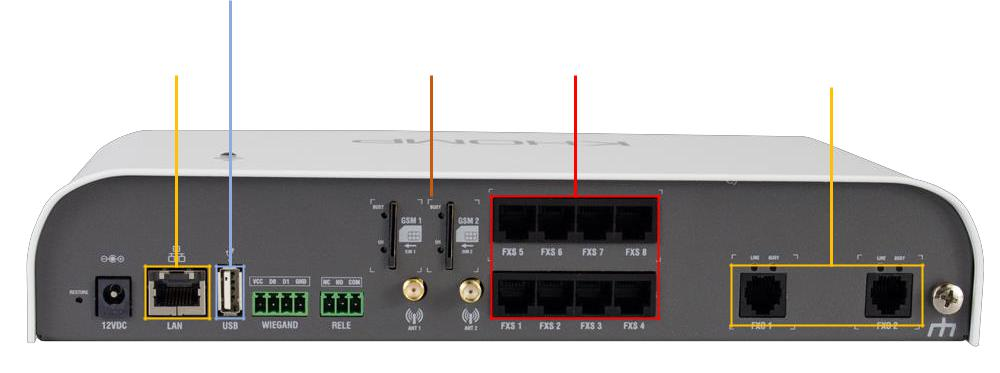 KHOMP
BUSY
GSM 1
SIM 1
BUSY
GSM 2
SIM 2
FXS 5 FXS 6 FXS 7 FXS 8
RESTORE
12VDC
LAN
USB
VCC D0 D1 GND
WIEGAND
NC NO COM
RELE
ANT 1
ANT 2
FXS 1 FXS 2 FXS 3 FXS 4
LINE BUSY
FXO 1
LINE BUSY
FXO 2